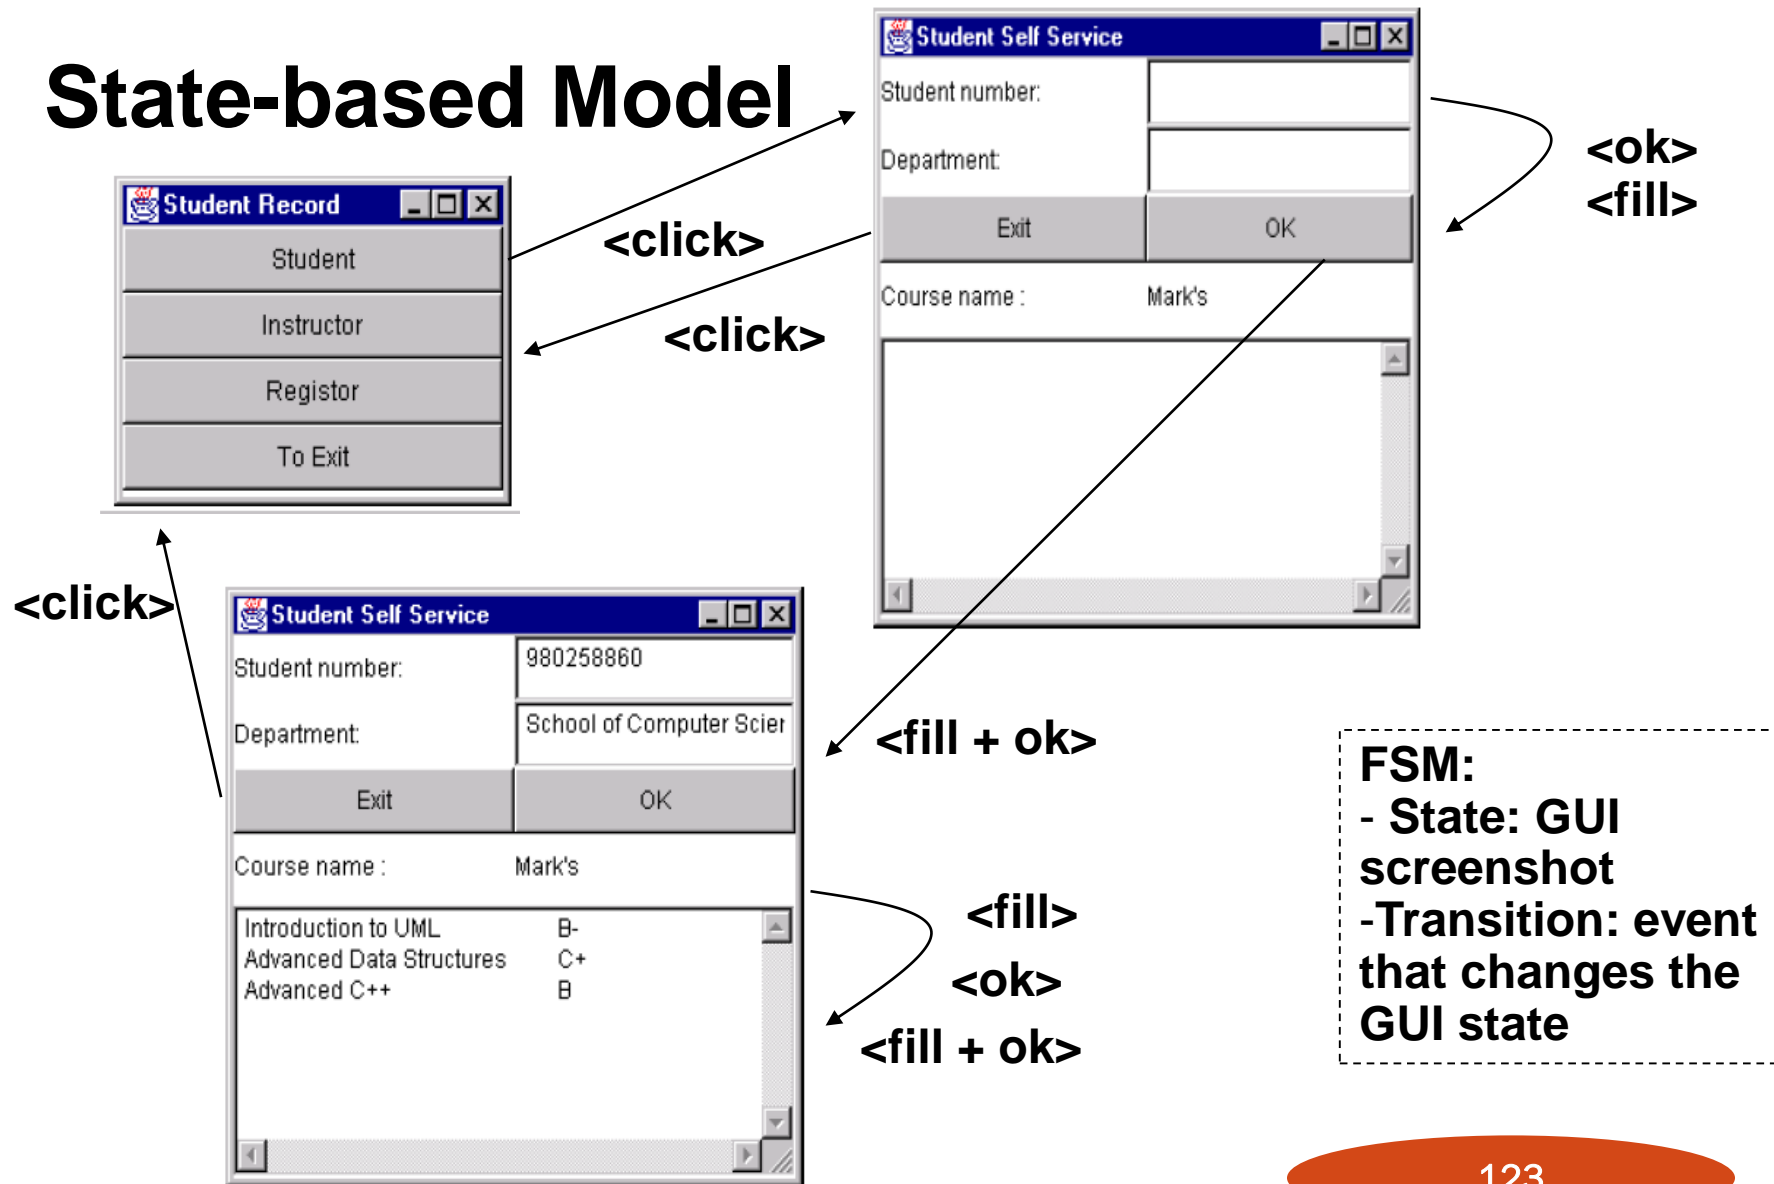 State-based Model
Student Record
Student
Instructor
Registor
To Exit
<click>
<click>
Student Self Service
Student number:
Department:
Exit
OK
Course name :
Mark's
<ok>
<fill>
<click>
Student Self Service
Student number:
980258860
Department:
School of Computer Scier
Exit
OK
Course name :
Mark's
Introduction to UML B-
Advanced Data Structures C+
Advanced C++ B
<fill + ok>
<fill>
<ok>
<fill + ok>
FSM:
- State: GUI
screenshot
-Transition: event
that changes the
GUI state
123